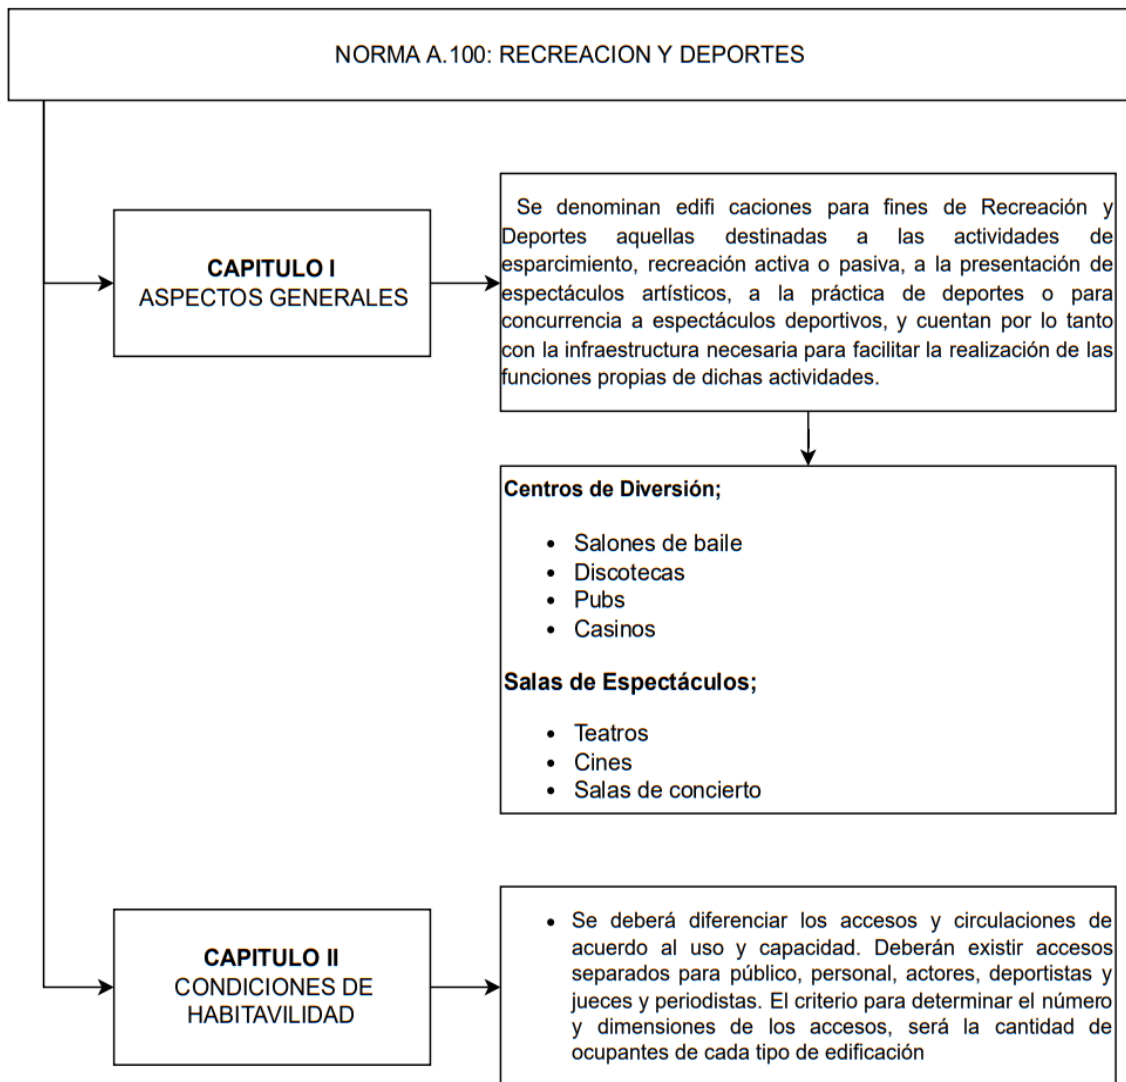 NORMA A.100: RECREACION Y DEPORTES
CAPITULO I
ASPECTOS GENERALES
Se denominan edifi caciones para fines de Recreación y
Deportes aquellas destinadas a las actividades de
esparcimiento, recreación activa o pasiva, a la presentación de
espectáculos artísticos, a la práctica de deportes o para
concurrencia a espectáculos deportivos, y cuentan por lo tanto
con la infraestructura necesaria para facilitar la realización de las
funciones propias de dichas actividades.
Centros de Diversión;
• Salones de baile
• Discotecas
• Pubs
• Casinos
Salas de Espectáculos;
• Teatros
• Cines
• Salas de concierto
CAPITULO II
CONDICIONES DE
HABITAVILIDAD
• Se deberá diferenciar los accesos y circulaciones de
acuerdo al uso y capacidad. Deberán existir accesos
separados para público, personal, actores, deportistas y
jueces y periodistas. El criterio para determinar el número
y dimensiones de los accesos, será la cantidad de
ocupantes de cada tipo de edificación